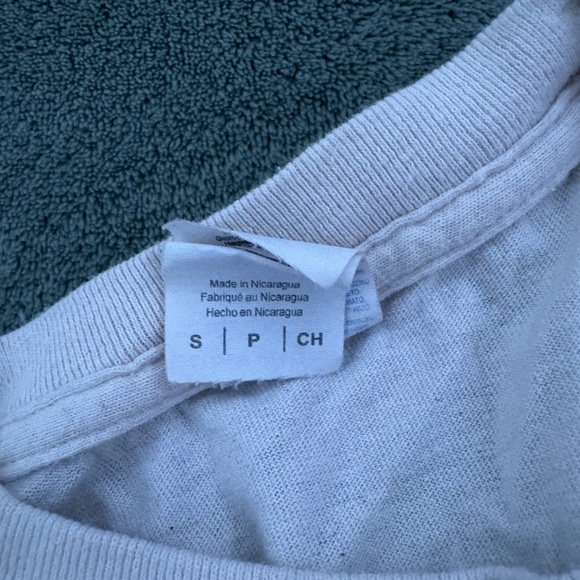 Made in Nicaragua
Fabriqué au Nicaragua
Hecho en Nicaragua
S | P | CH